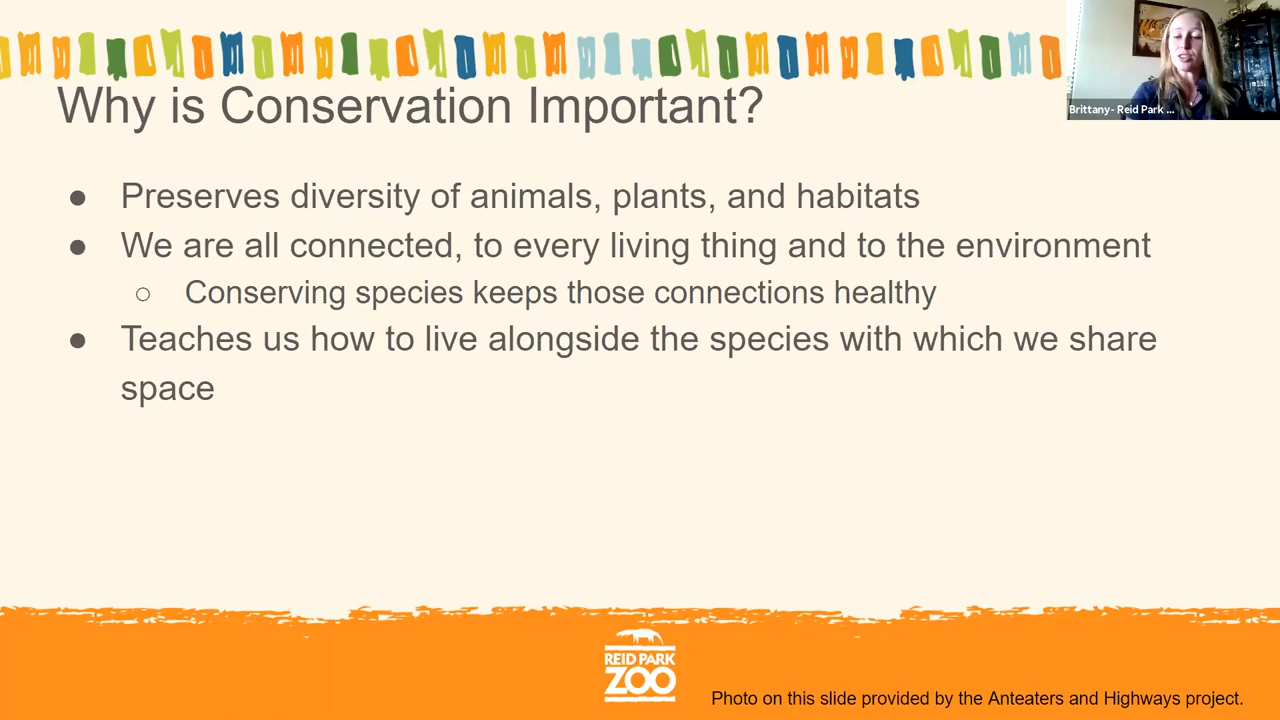 Why is Conservation Important?
Brittany- Reid Park ...
● Preserves diversity of animals, plants, and habitats
● We are all connected, to every living thing and to the environment
○ Conserving species keeps those connections healthy
● Teaches us how to live alongside the species with which we share
space
REID PARK
ZOO
Photo on this slide provided by the Anteaters and Highways project.